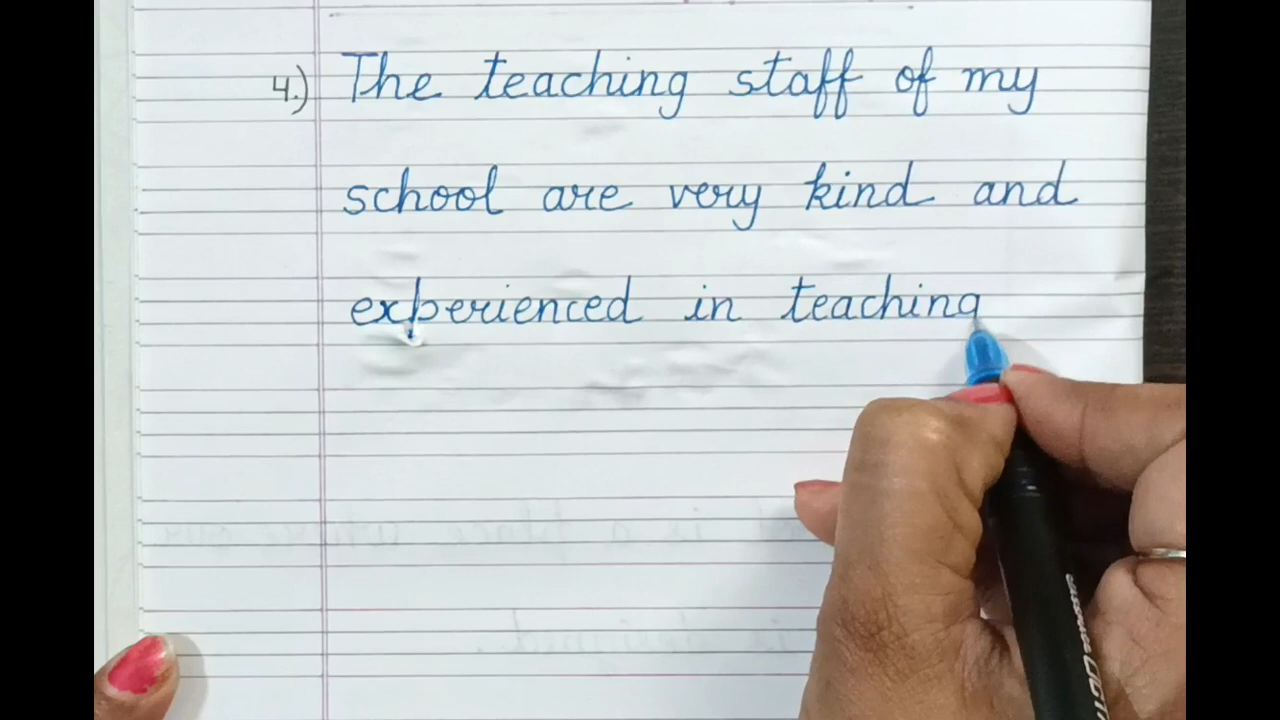 4.) The teaching staff of my
school are very kind and
experienced in teaching